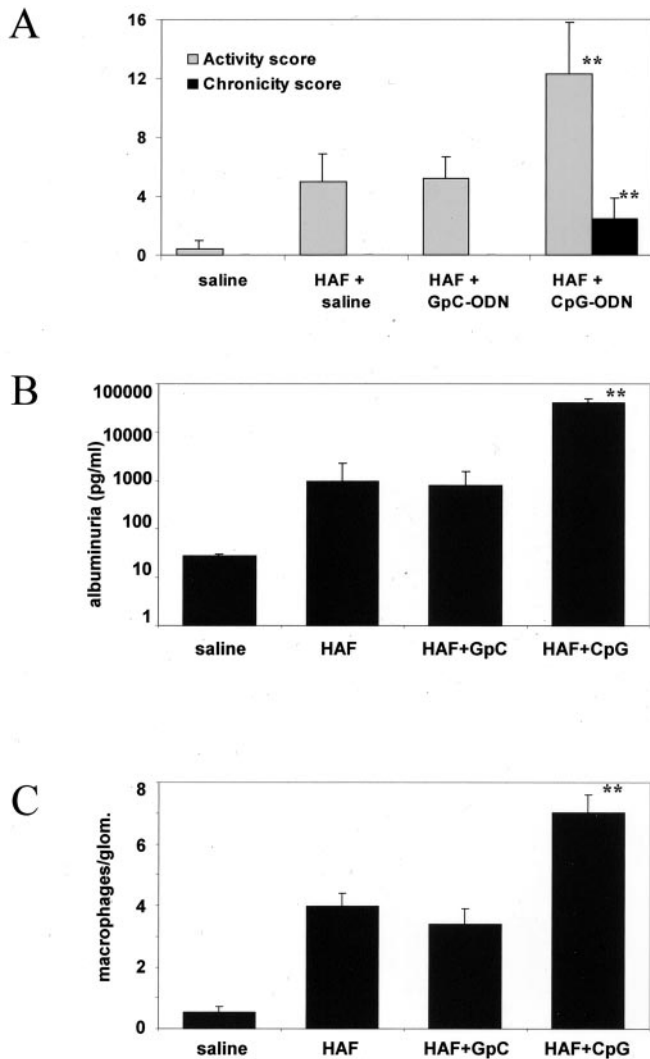 A
16
12
8
4
0
Activity score
Chronicity score
**
**
saline
HAF +
saline
HAF +
GpC-ODN
HAF +
CpG-ODN
B
albuminuria (pg/ml)
100000
10000
1000
100
10
1
**
saline HAF HAF+GpC HAF+CpG
C
macrophages/glom.
8
6
4
2
0
**
saline HAF HAF+GpC HAF+CpG